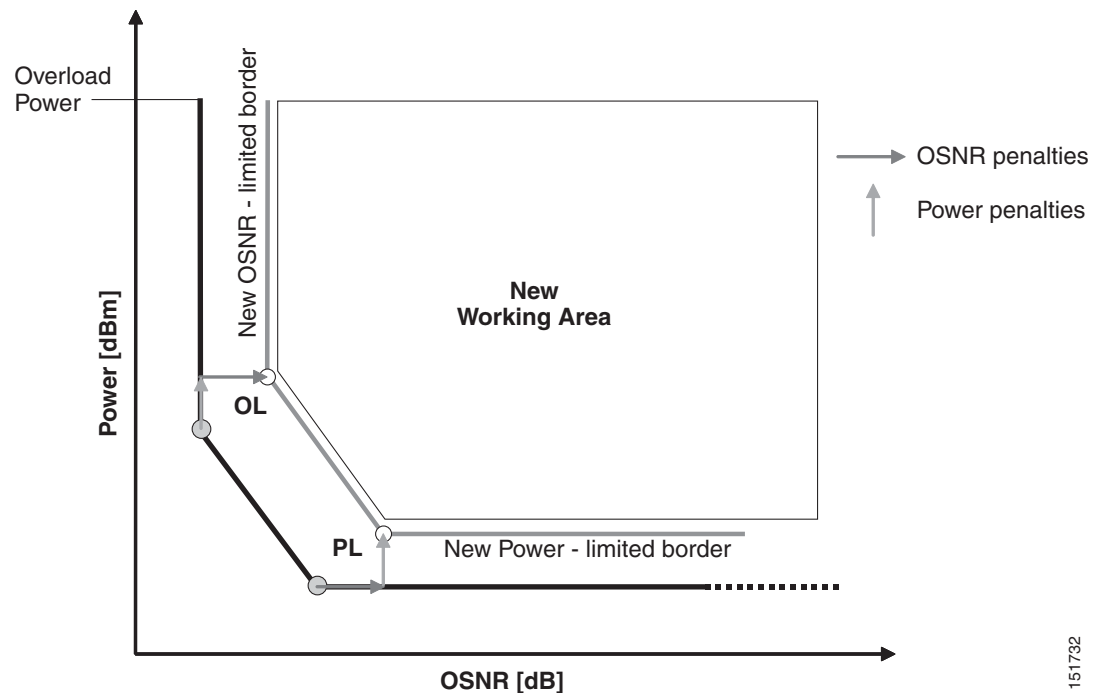 Overload
Power
New OSNR - limited border
OSNR penalties
Power penalties
New
Working Area
Power [dBm]
OL
PL
New Power - limited border
OSNR [dB]
151732